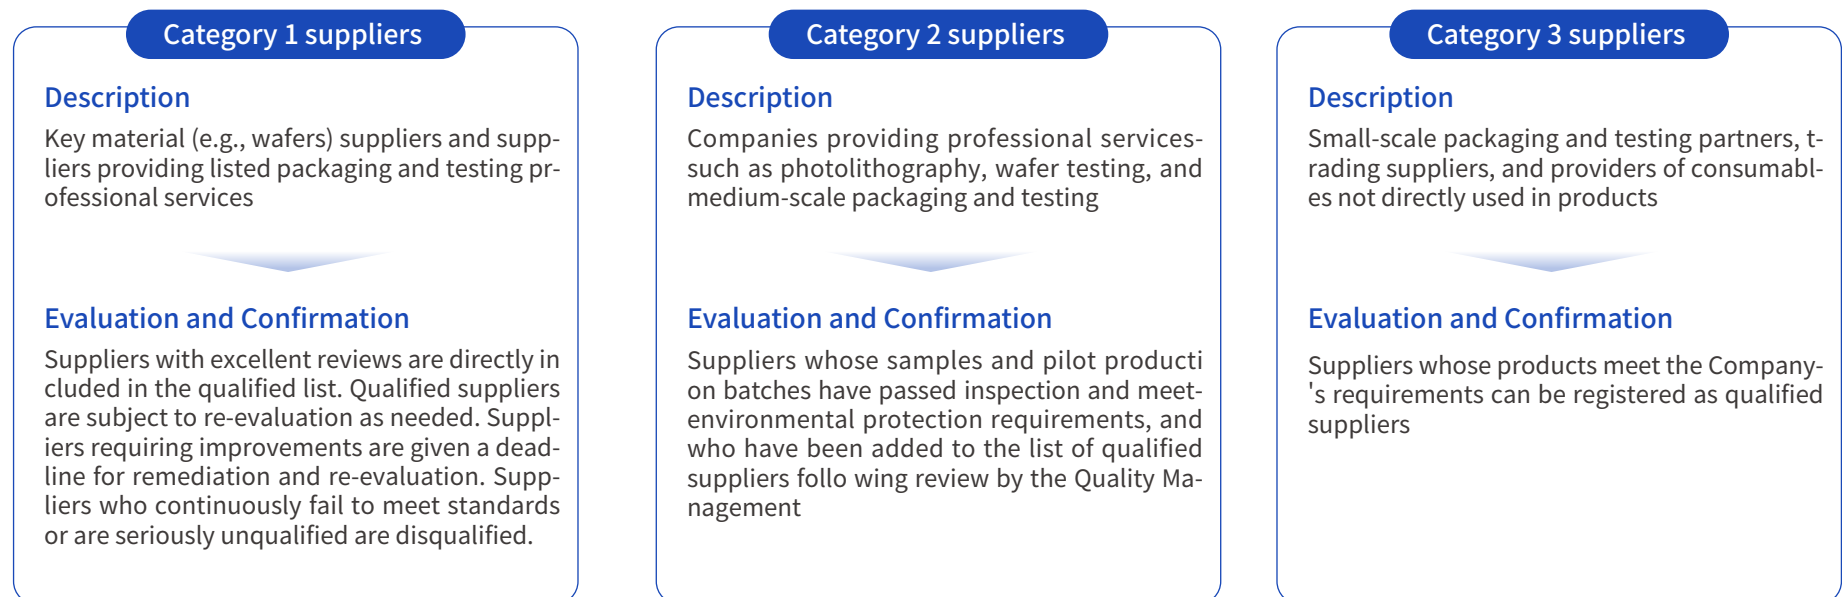 Category 1 suppliers
Description
Key material (e.g., wafers) suppliers and supp-
liers providing listed packaging and testing pr-
ofessional services
Evaluation and Confirmation
Suppliers with excellent reviews are directly in
cluded in the qualified list. Qualified suppliers
are subject to re-evaluation as needed. Suppl-
iers requiring improvements are given a dead-
line for remediation and re-evaluation. Supp-
liers who continuously fail to meet standards
or are seriously unqualified are disqualified.
Category 2 suppliers
Description
Companies providing professional services-
such as photolithography, wafer testing, and
medium-scale packaging and testing
Evaluation and Confirmation
Suppliers whose samples and pilot producti
on batches have passed inspection and meet-
environmental protection requirements, and
who have been added to the list of qualified
suppliers follo wing review by the Quality Ma-
nagement
Category 3 suppliers
Description
Small-scale packaging and testing partners, t-
rading suppliers, and providers of consumabl-
es not directly used in products
Evaluation and Confirmation
Suppliers whose products meet the Company-
's requirements can be registered as qualified
suppliers